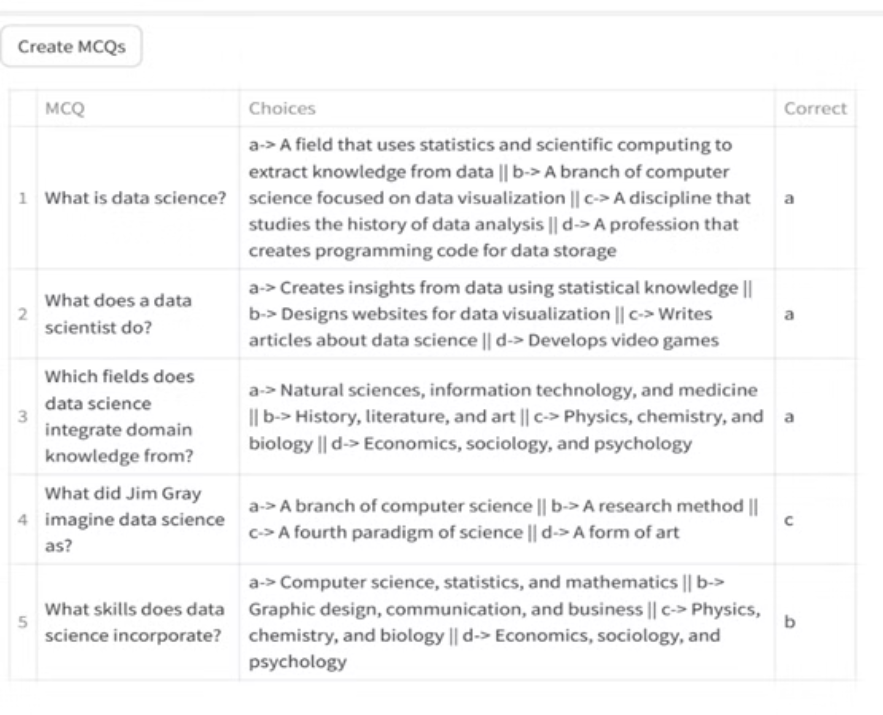 Create MCQs
MCQ Choices Correct
1 What is data science?
a-> A field that uses statistics and scientific computing to
extract knowledge from data || b-> A branch of computer
science focused on data visualization || c-> A discipline that
studies the history of data analysis || d-> A profession that
creates programming code for data storage
a
2
What does a data
scientist do?
a-> Creates insights from data using statistical knowledge ||
b-> Designs websites for data visualization || c-> Writes
articles about data science || d-> Develops video games
a
3
Which fields does
data science
integrate domain
knowledge from?
a-> Natural sciences, information technology, and medicine
|| b-> History, literature, and art || c-> Physics, chemistry, and
biology || d-> Economics, sociology, and psychology
a
4
What did Jim Gray
imagine data science
as?
a-> A branch of computer science || b-> A research method ||
c-> A fourth paradigm of science || d-> A form of art
c
5
What skills does data
science incorporate?
a-> Computer science, statistics, and mathematics || b->
Graphic design, communication, and business || c-> Physics,
chemistry, and biology || d-> Economics, sociology, and
psychology
b